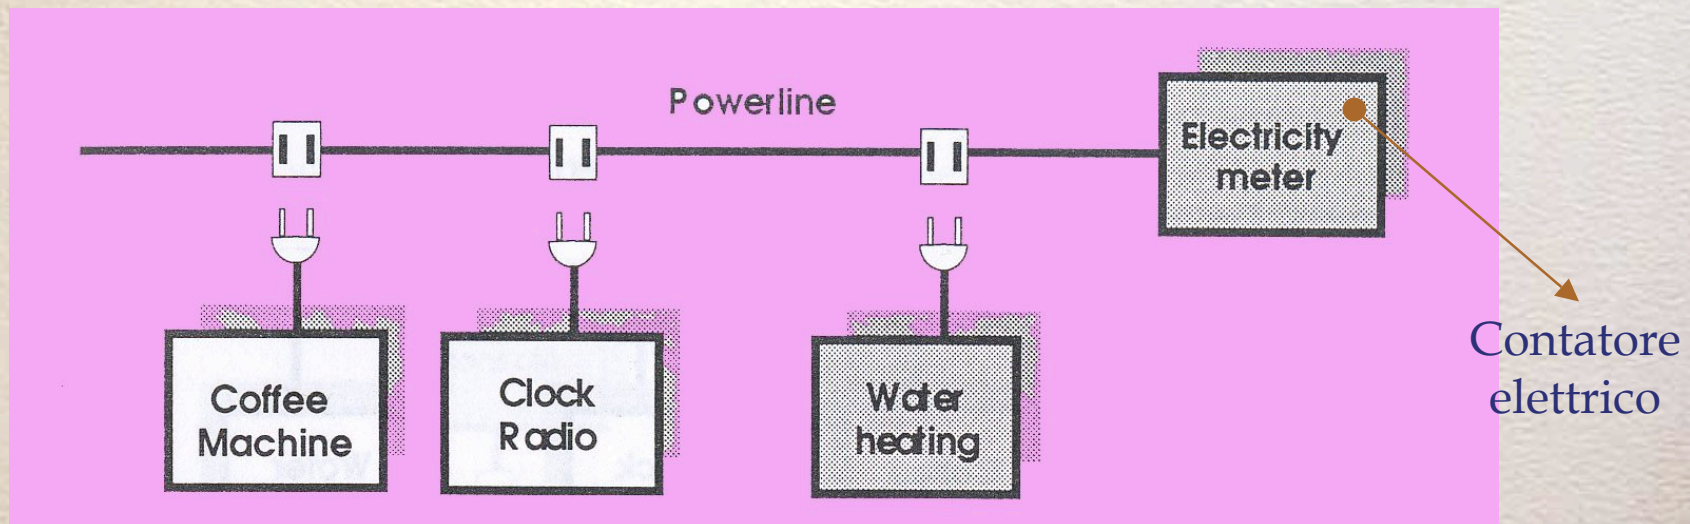 Powerline
Electricity
meter
Contatore
elettrico
Coffee
Machine
Clock
Radio
Water
heating